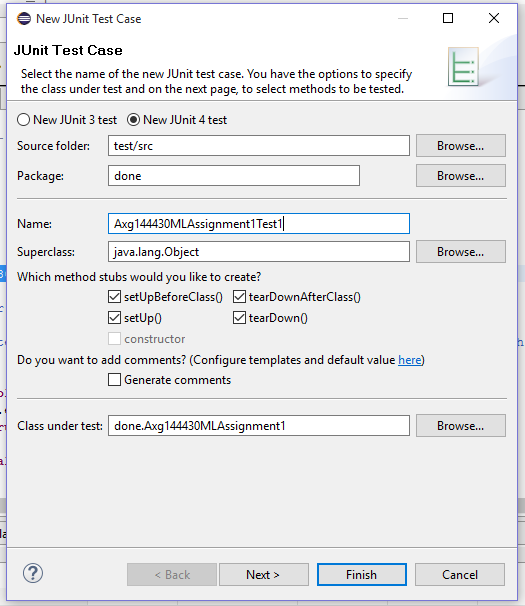 New JUnit Test Case
JUnit Test Case
Select the name of the new JUnit test case. You have the options to specify
the class under test and on the next page, to select methods to be tested.
New JUnit 3 test New JUnit 4 test
Source folder: test/src Browse...
Package: done Browse...
Name: Axg144430MLAssignment1Test1
Superclass: java.lang.Object Browse...
Which method stubs would you like to create?
setUpBeforeClass() tearDownAfterClass()
setUp() tearDown()
constructor
Do you want to add comments? (Configure templates and default value here)
Generate comments
Class under test: done.Axg144430MLAssignment1 Browse...
? < Back Next > Finish Cancel